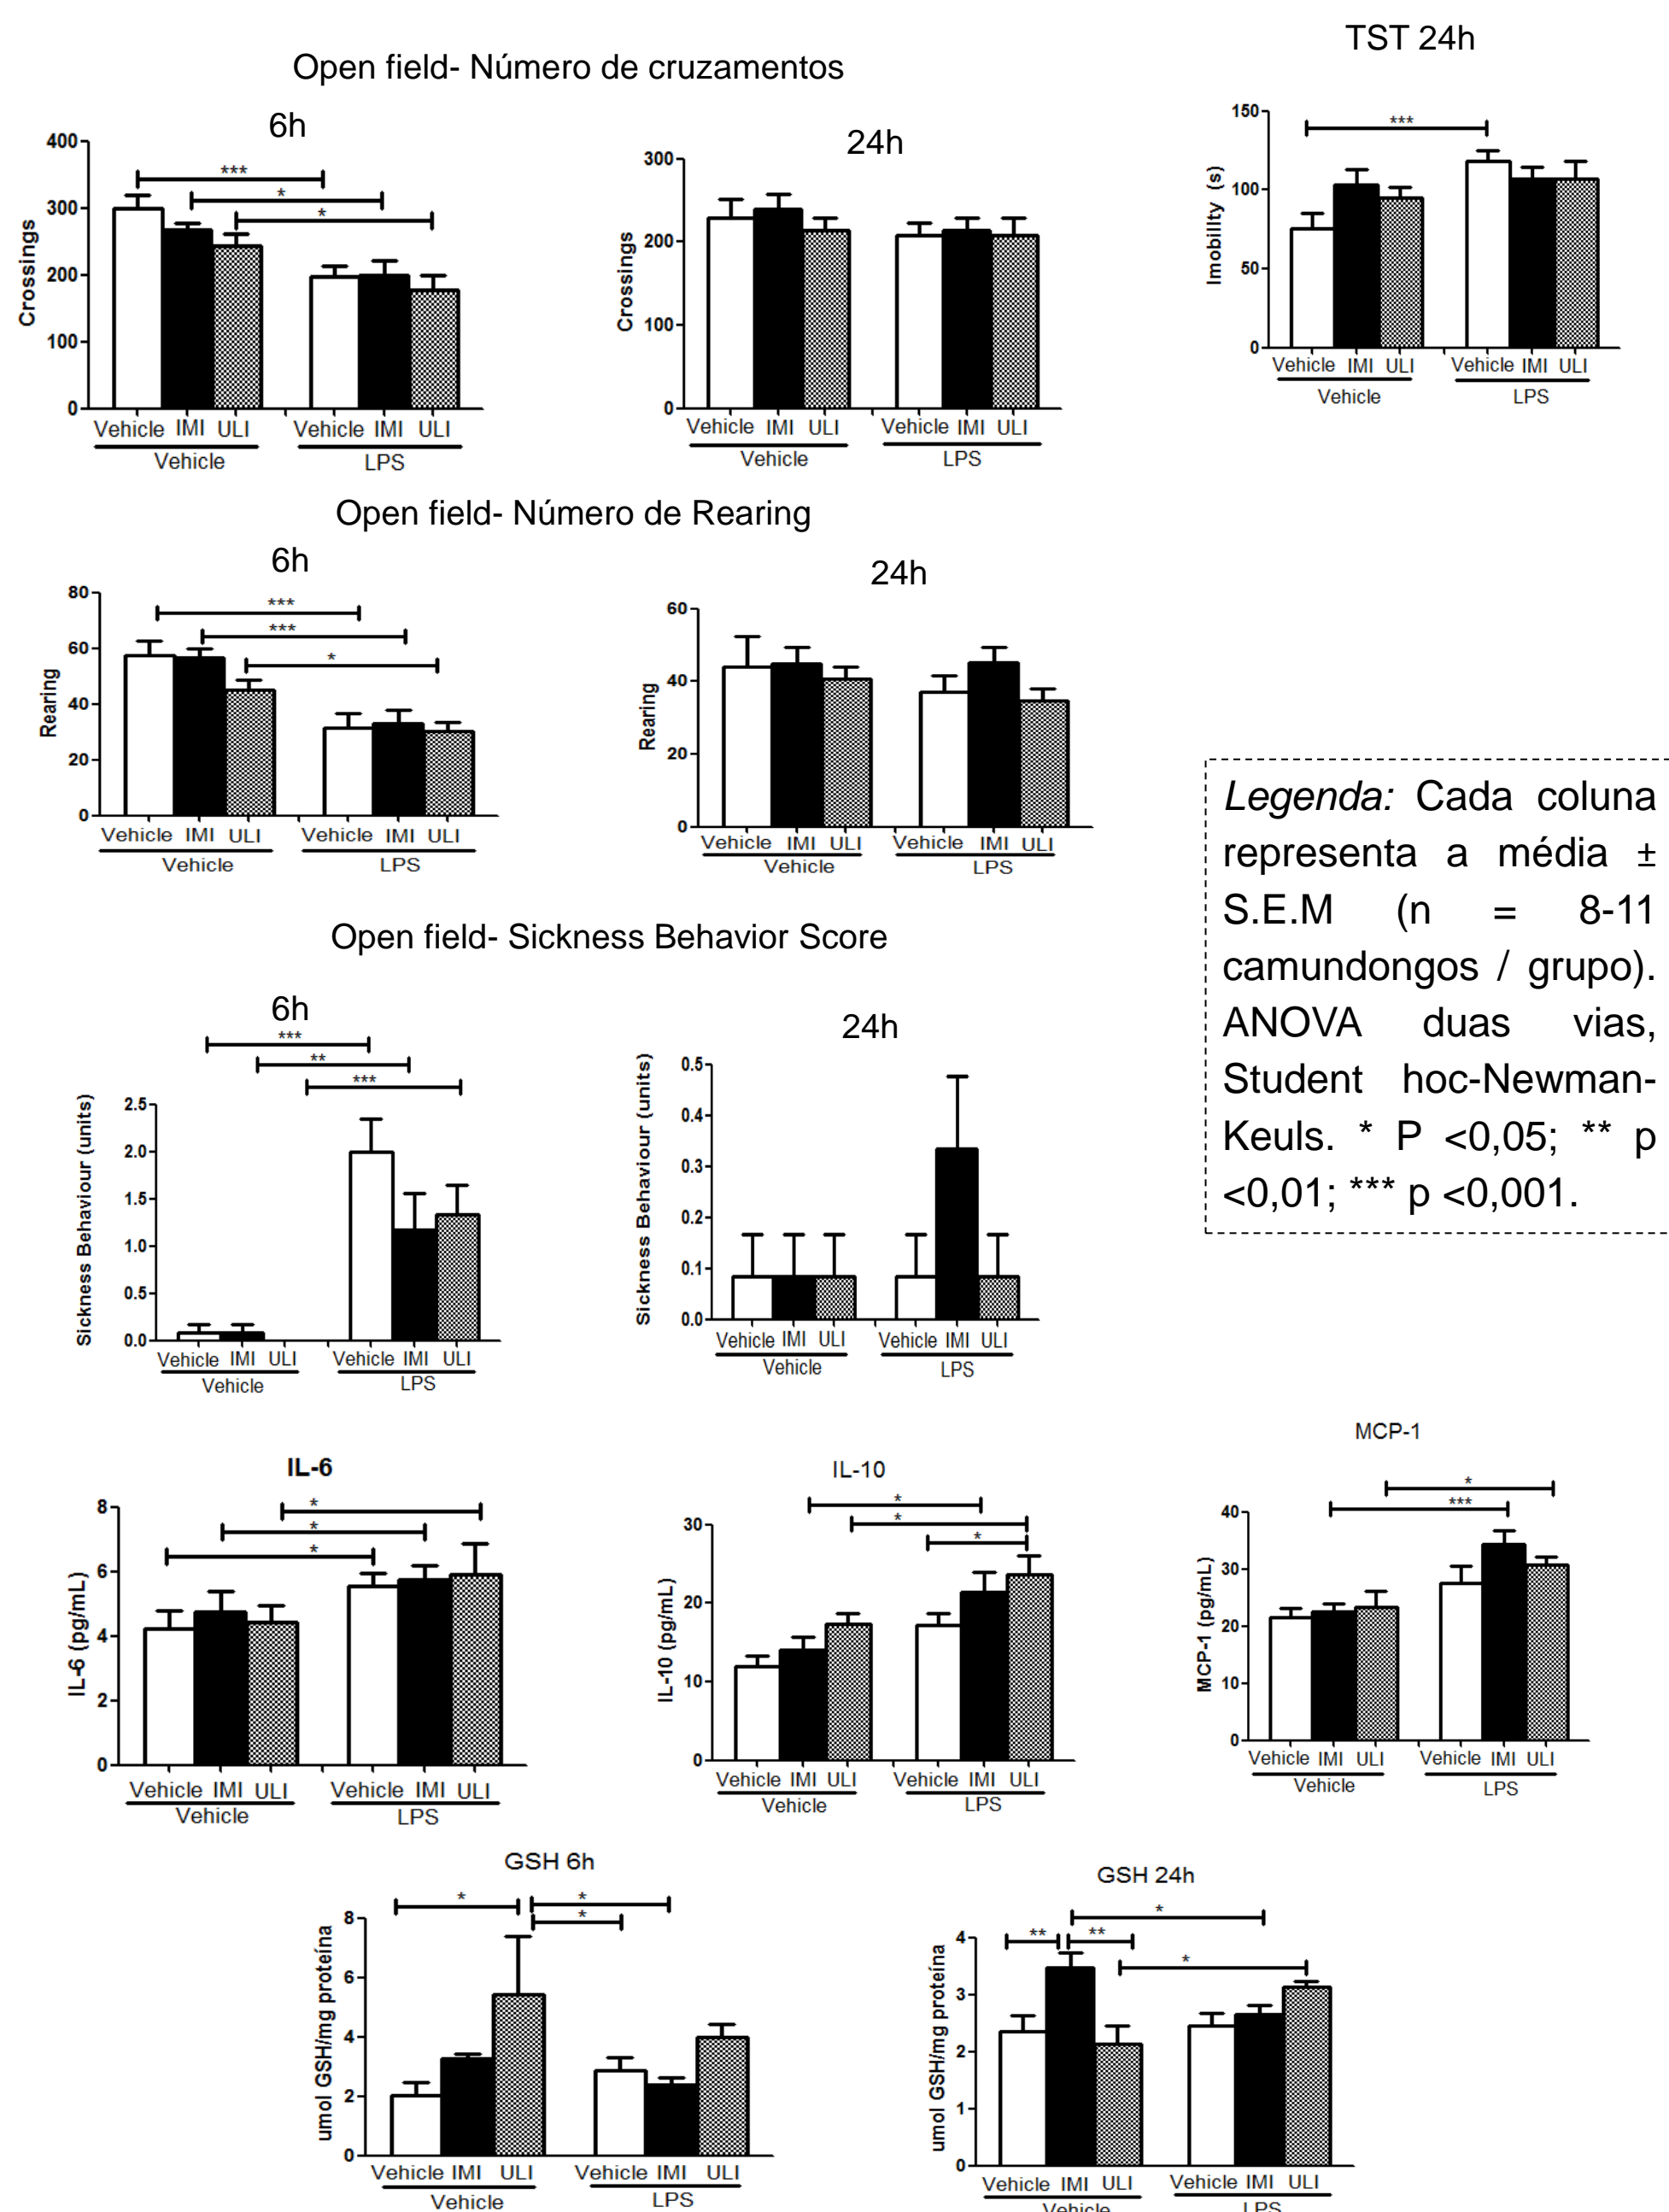 TST 24h
Open field- Número de cruzamentos
6h
400
300
200
100
0
Crossings
***
*
*
Vehicle IMI ULI
Vehicle IMI ULI
Vehicle
LPS
24h
300
200
100
0
Crossings
Vehicle IMI ULI
Vehicle IMI ULI
Vehicle
LPS
150
100
50
0
Imobillty (s)
***
Vehicle IMI ULI
Vehicle IMI ULI
Vehicle
LPS
Open field- Número de Rearing
6h
80
60
40
20
0
Rearing
***
***
*
Vehicle IMI ULI
Vehicle IMI ULI
Vehicle
LPS
24h
60
40
20
0
Rearing
Vehicle IMI ULI
Vehicle IMI ULI
Vehicle
LPS
Legenda: Cada coluna
representa a média ±
S.E.M (n = 8-11
camundongos / grupo).
ANOVA duas vias,
Student hoc-Newman-
Keuls. * P <0,05; ** p
<0,01; *** p <0,001.
Open field- Sickness Behavior Score
6h
***
**
***
2.5
2.0
1.5
1.0
0.5
0.0
Sickness Behaviour (units)
Vehicle IMI ULI
Vehicle IMI ULI
Vehicle
LPS
24h
0.5
0.4
0.3
0.2
0.1
0.0
Sickness Behaviour (units)
Vehicle IMI ULI
Vehicle IMI ULI
Vehicle
LPS
IL-6
8
6
4
2
0
IL-6 (pg/mL)
*
*
*
Vehicle IMI ULI
Vehicle IMI ULI
Vehicle
LPS
IL-10
30
20
10
0
IL-10 (pg/mL)
*
*
*
Vehicle IMI ULI
Vehicle IMI ULI
Vehicle
LPS
MCP-1
40
30
20
10
0
MCP-1 (pg/mL)
*
***
Vehicle IMI ULI
Vehicle IMI ULI
Vehicle
LPS
GSH 6h
8
6
4
2
0
umol GSH/mg proteína
*
*
*
Vehicle IMI ULI
Vehicle IMI ULI
Vehicle
LPS
GSH 24h
4
3
2
1
0
umol GSH/mg proteína
*
**
**
*
Vehicle IMI ULI
Vehicle IMI ULI
Vehicle
LPS